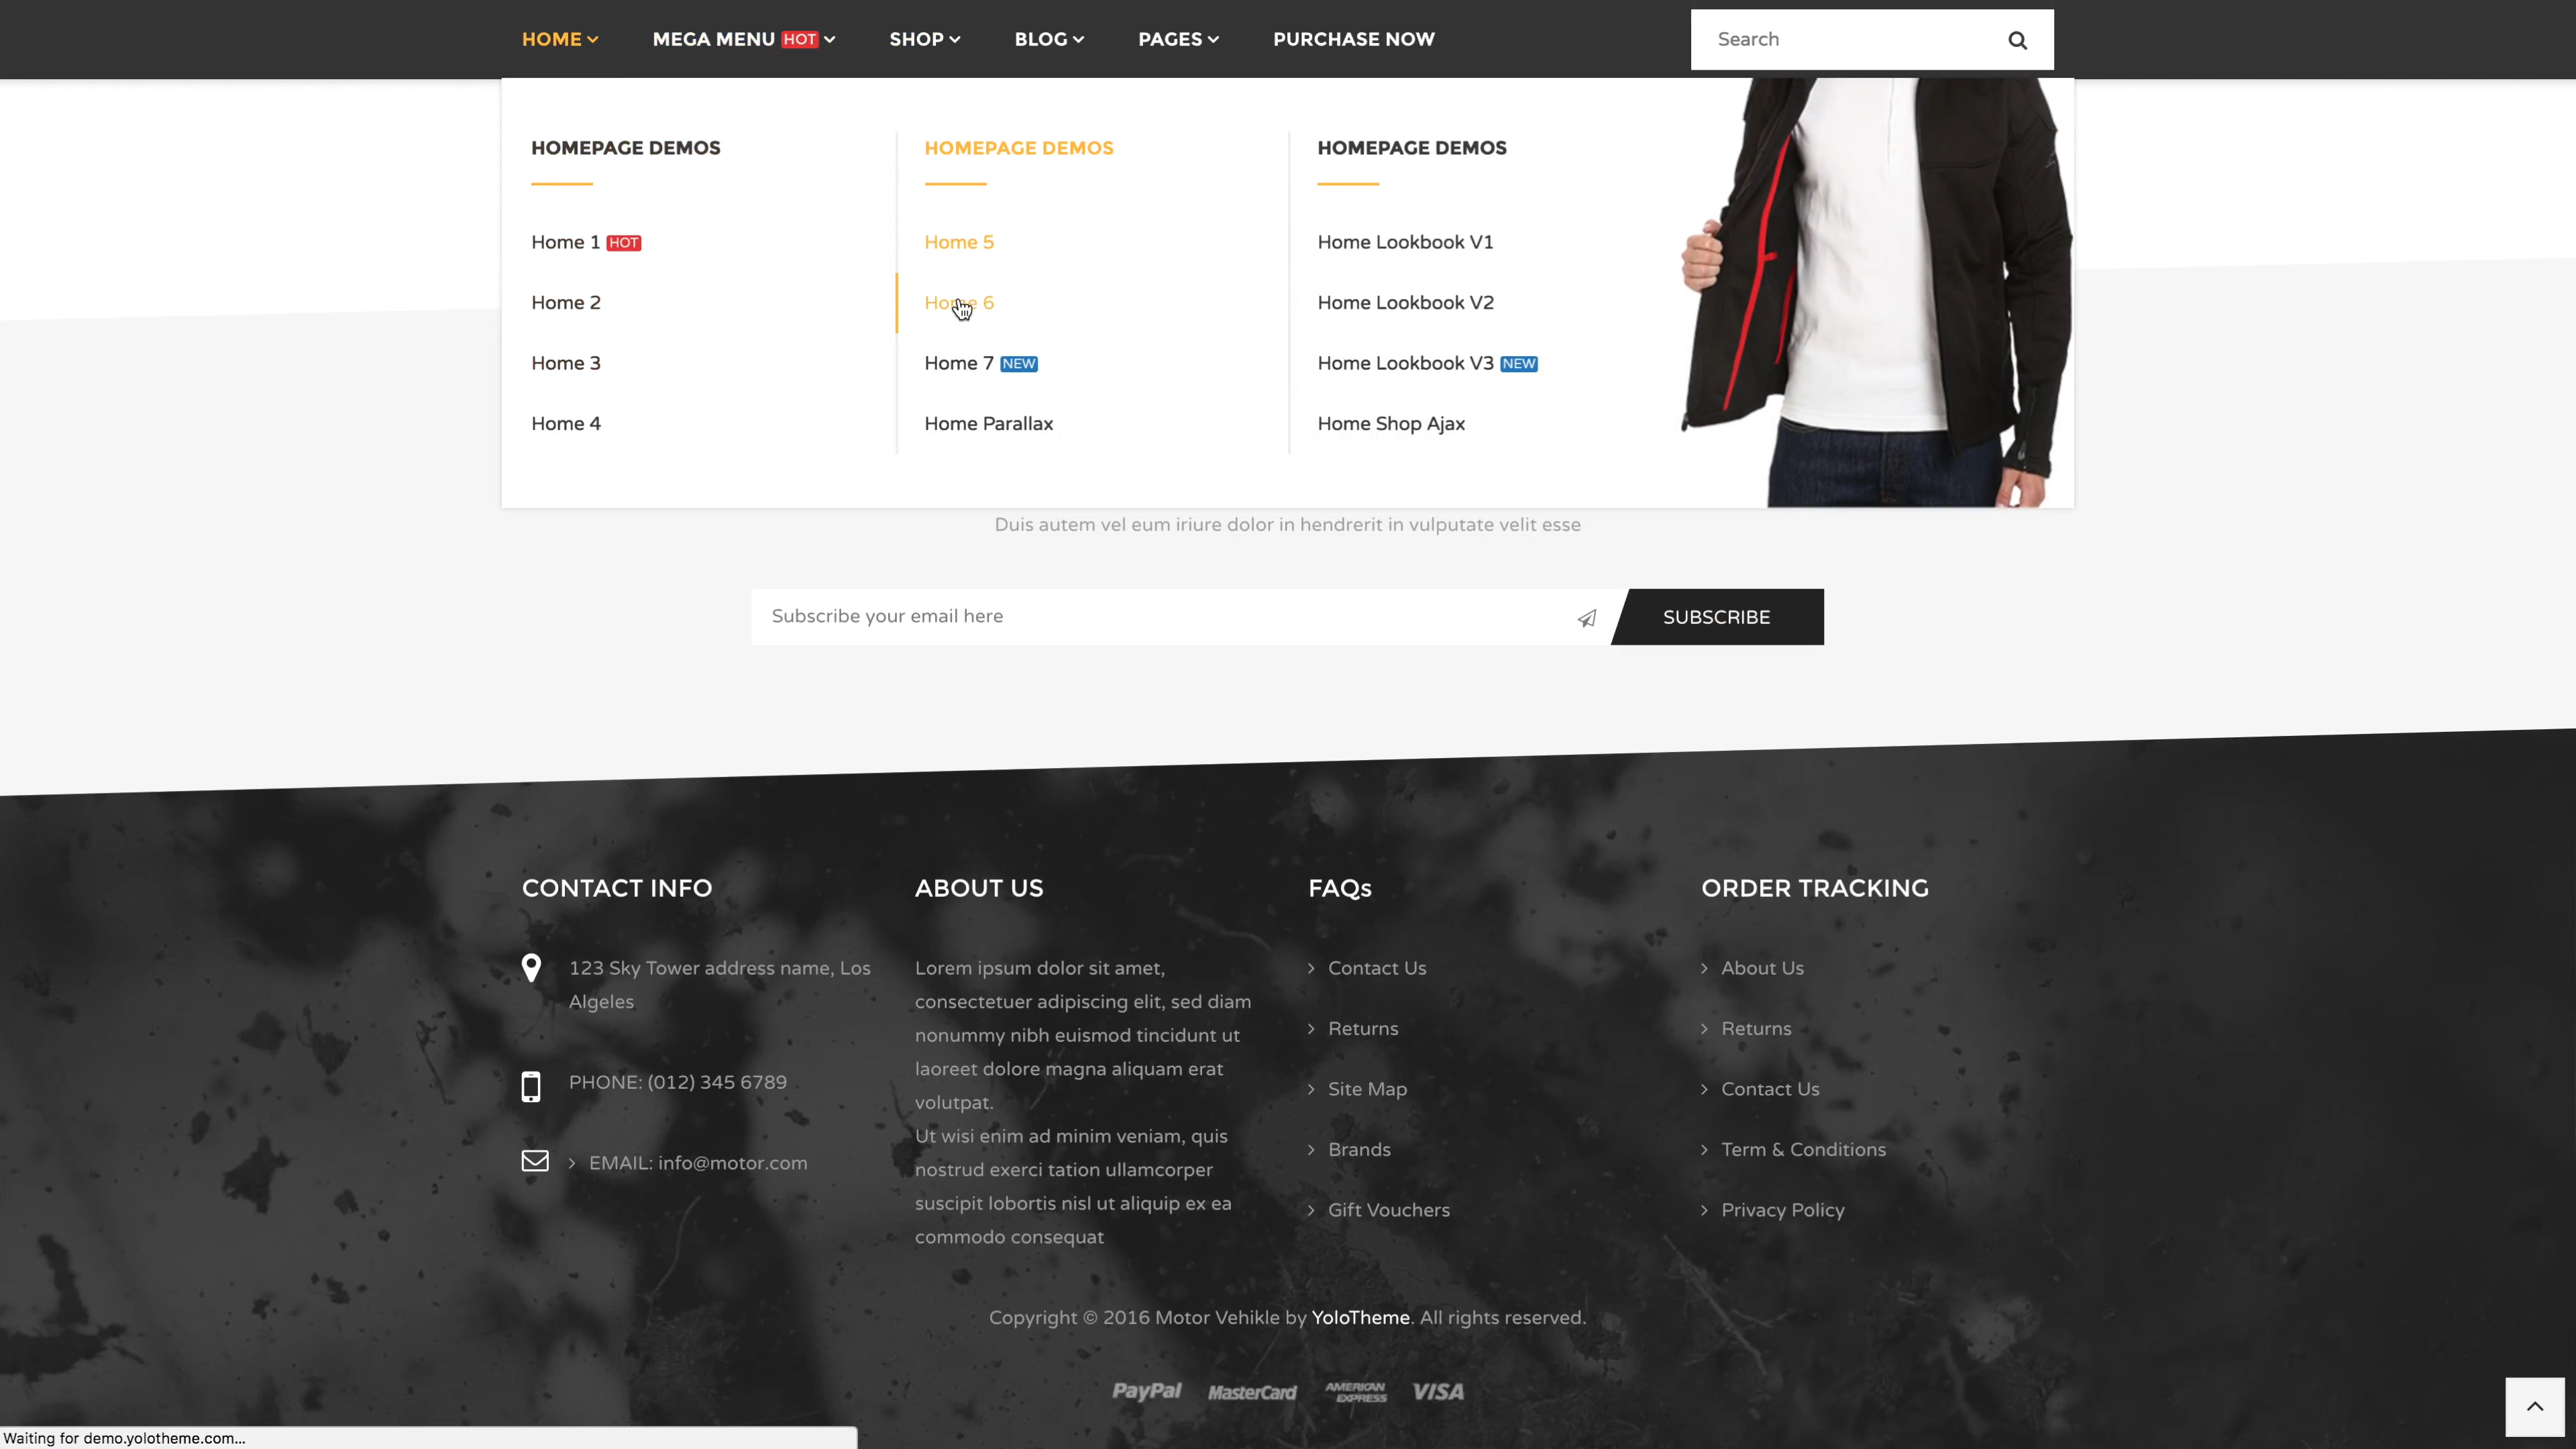 HOME
MEGA MENU HOT
SHOP
BLOG
PAGES
PURCHASE NOW
Search
HOMEPAGE DEMOS
Home 1 HOT
Home 2
Home 3
Home 4
HOMEPAGE DEMOS
Home 5
Home 6
Home 7 NEW
Home Parallax
HOMEPAGE DEMOS
Home Lookbook V1
Home Lookbook V2
Home Lookbook V3 NEW
Home Shop Ajax
Duis autem vel eum iriure dolor in hendrerit in vulputate velit esse
Subscribe your email here
SUBSCRIBE
CONTACT INFO
123 Sky Tower address name, Los
Algeles
PHONE: (012) 345 6789
EMAIL: info@motor.com
ABOUT US
Lorem ipsum dolor sit amet,
consectetuer adipiscing elit, sed diam
nonummy nibh euismod tincidunt ut
laoreet dolore magna aliquam erat
volutpat.
Ut wisi enim ad minim veniam, quis
nostrud exerci tation ullamcorper
suscipit lobortis nisl ut aliquip ex ea
commodo consequat
FAQs
Contact Us
Returns
Site Map
Brands
Gift Vouchers
ORDER TRACKING
About Us
Returns
Contact Us
Term & Conditions
Privacy Policy
Copyright © 2016 Motor Vehikle by YoloTheme. All rights reserved.
PayPal
MasterCard
AMERICAN
EXPRESS
VISA
Waiting for demo.yolotheme.com...